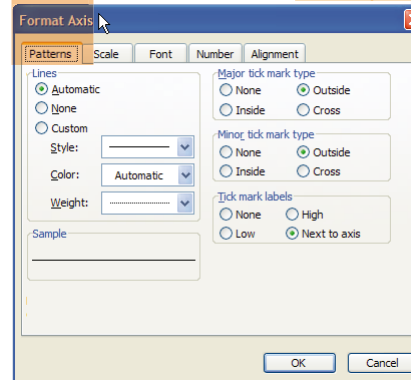 Format Axis
Patterns Scale Font Number Alignment
Lines
Automatic
None
Custom
Style:
Color: Automatic
Weight:
Sample
Major tick mark type
None Outside
Inside Cross
Minor tick mark type
None Outside
Inside Cross
Tick mark labels
None High
Low Next to axis
OK Cancel